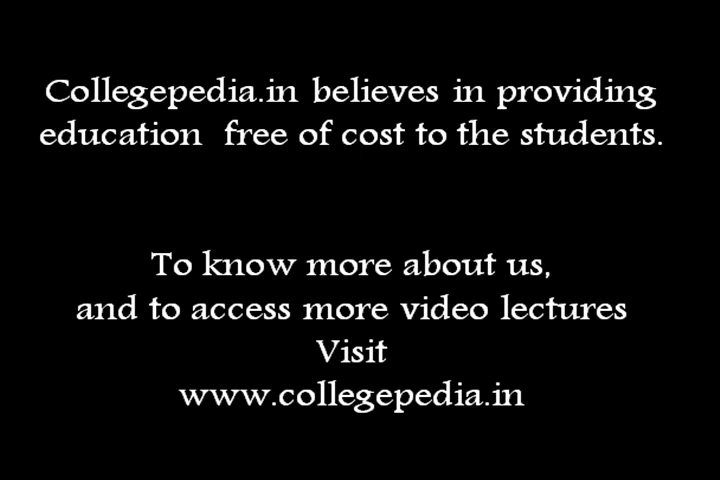 Collegepedia.in believes in providing
education  free of cost to the students.
To know more about us,
and to access more video lectures
Visit
www.collegepedia.in